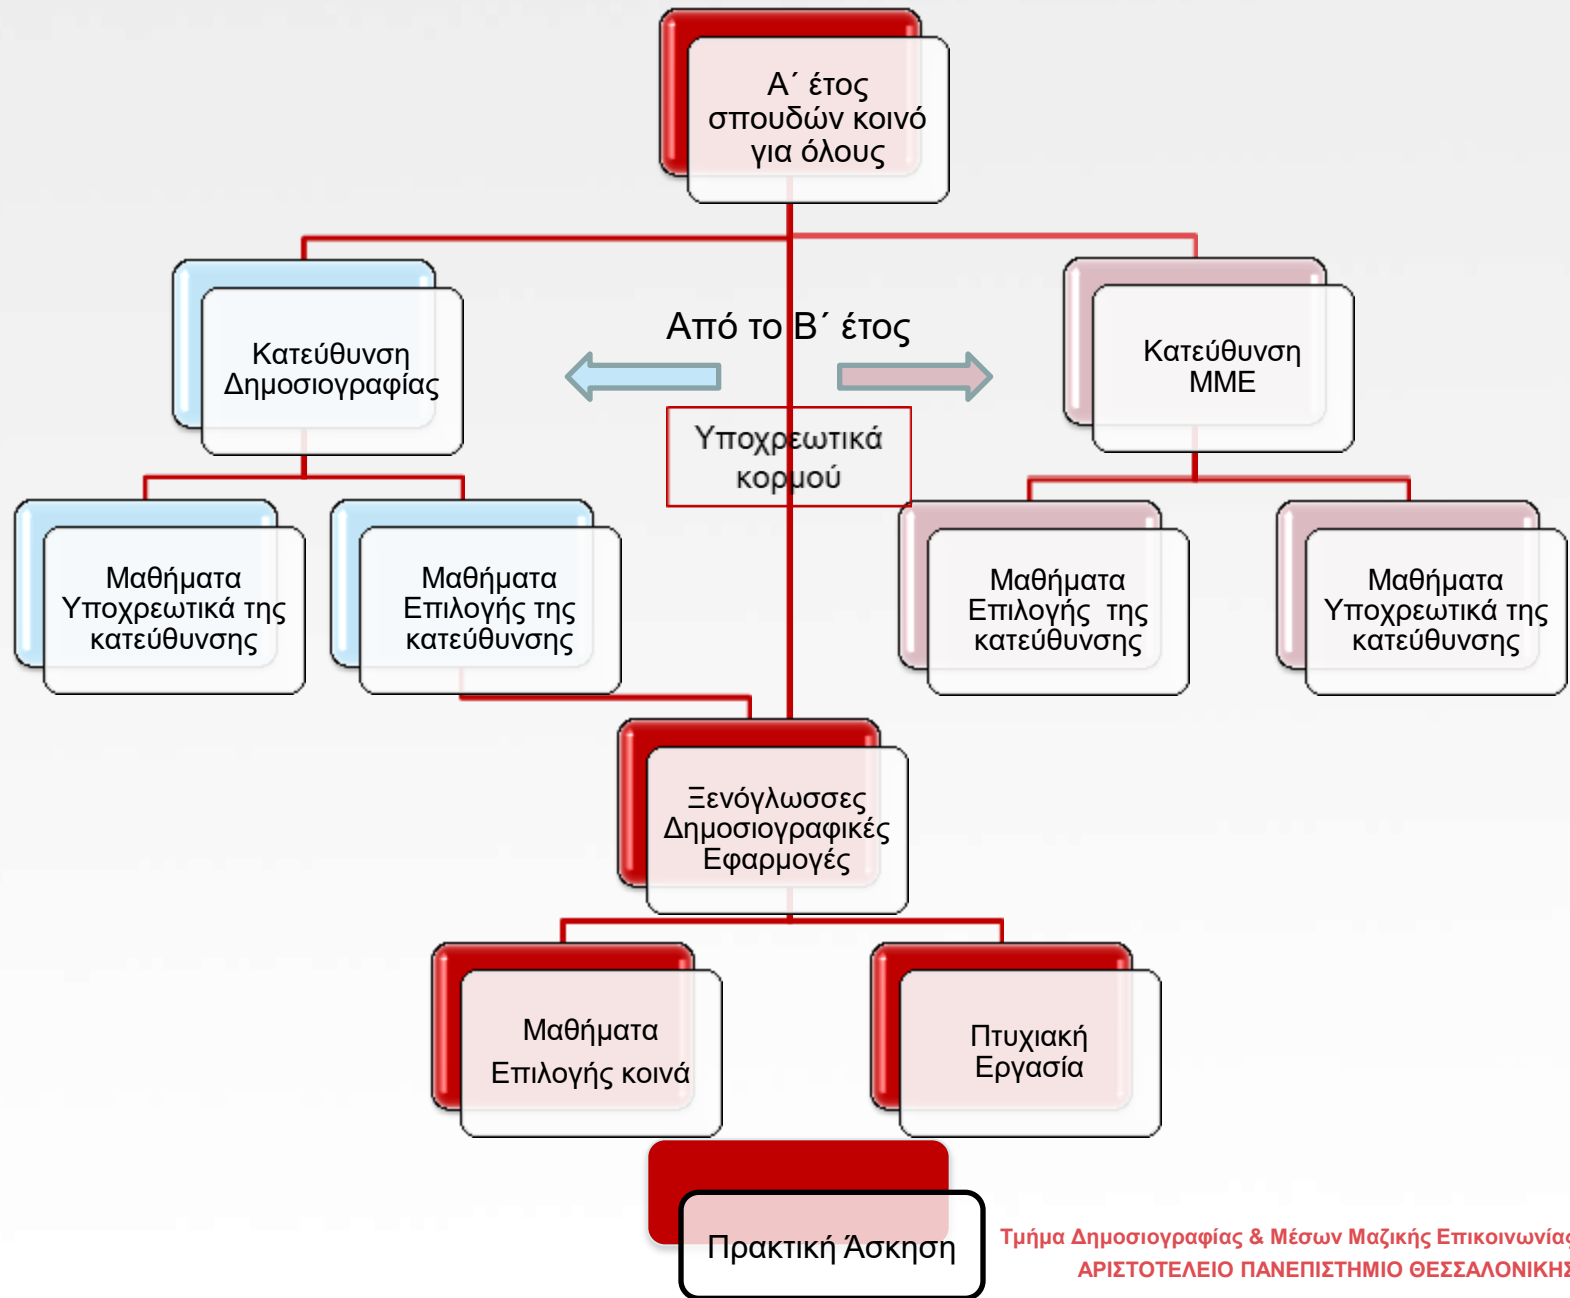 Α΄ έτος
σπουδών κοινό
για όλους
Από το Β΄ έτος
Κατεύθυνση
Δημοσιογραφίας
Κατεύθυνση
ΜΜΕ
Υποχρεωτικά
κορμού
Μαθήματα
Υποχρεωτικά της
κατεύθυνσης
Μαθήματα
Επιλογής της
κατεύθυνσης
Μαθήματα
Επιλογής  της
κατεύθυνσης
Μαθήματα
Υποχρεωτικά της
κατεύθυνσης
Ξενόγλωσσες
Δημοσιογραφικές
Εφαρμογές
Μαθήματα
Επιλογής κοινά
Πτυχιακή
Εργασία
Πρακτική Άσκηση
Τμήμα Δημοσιογραφίας & Μέσων Μαζικής Επικοινωνίας
ΑΡΙΣΤΟΤΕΛΕΙΟ ΠΑΝΕΠΙΣΤΗΜΙΟ ΘΕΣΣΑΛΟΝΙΚΗΣ